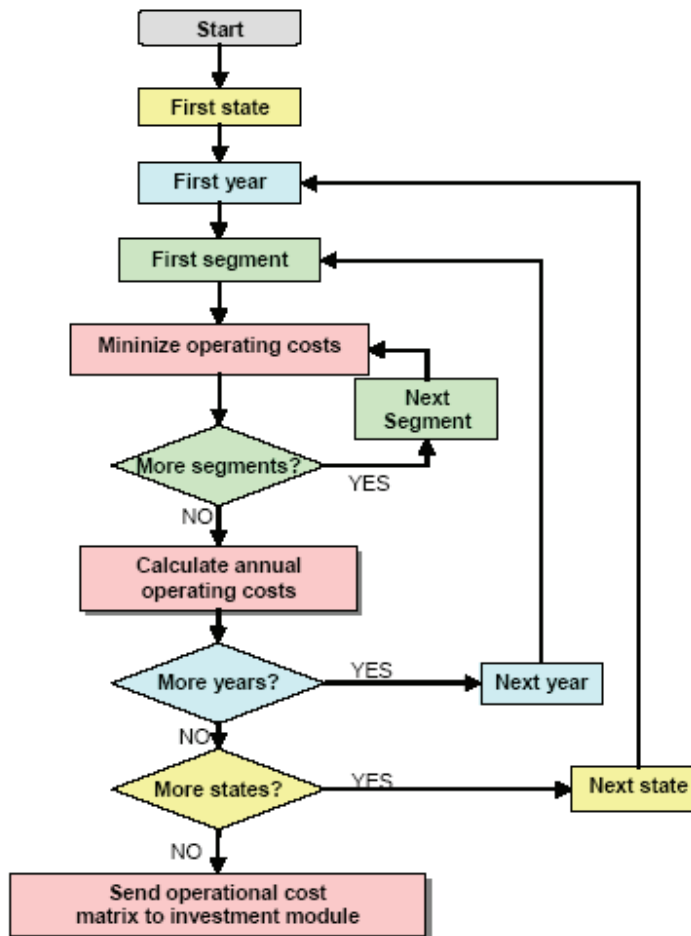 Start
First state
First year
First segment
Mininize operating costs
Next
Segment
More segments?
YES
NO
Calculate annual
operating costs
More years?
YES
Next year
NO
More states?
YES
Next state
NO
Send operational cost
matrix to investment module